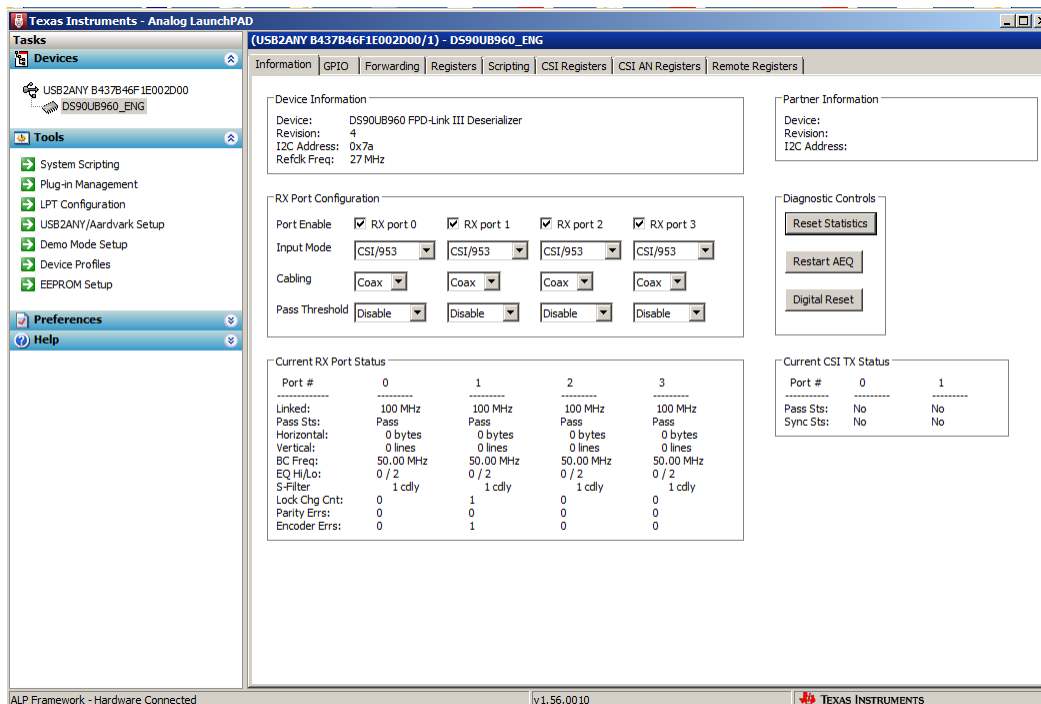 Texas Instruments - Analog LaunchPAD
Tasks
Devices
USB2ANY B437B46F1E002D00
DS90UB960_ENG
Tools
System Scripting
Plug-in Management
LPT Configuration
USB2ANY/Aardvark Setup
Demo Mode Setup
Device Profiles
EEPROM Setup
Preferences
Help
(USB2ANY B437B46F1E002D00/1) - DS90UB960_ENG
Information GPIO Forwarding Registers Scripting CSI Registers CSI AN Registers Remote Registers
Device Information
Device: DS90UB960 FPD-Link III Deserializer
Revision: 4
I2C Address: 0x7a
Refclk Freq: 27 MHz
Partner Information
Device:
Revision:
I2C Address:
RX Port Configuration
Port Enable RX port 0 RX port 1 RX port 2 RX port 3
Input Mode CSI/953 CSI/953 CSI/953 CSI/953
Cabling Coax Coax Coax Coax
Pass Threshold Disable Disable Disable Disable
Diagnostic Controls
Reset Statistics
Restart AEQ
Digital Reset
Current RX Port Status
Port # 0 1 2 3
------------- --------- --------- --------- ---------
Linked: 100 MHz 100 MHz 100 MHz 100 MHz
Pass Sts: Pass Pass Pass Pass
Horizontal: 0 bytes 0 bytes 0 bytes 0 bytes
Vertical: 0 lines 0 lines 0 lines 0 lines
BC Freq: 50.00 MHz 50.00 MHz 50.00 MHz 50.00 MHz
EQ Hi/Lo: 0 / 2 0 / 2 0 / 2 0 / 2
S-Filter 1 cdly 1 cdly 1 cdly 1 cdly
Lock Chg Cnt: 0 1 0 0
Parity Errs: 0 0 0 0
Encoder Errs: 0 1 0 0
Current CSI TX Status
Port # 0 1
----------- --------- ---------
Pass Sts: No No
Sync Sts: No No
ALP Framework - Hardware Connected
v1.56.0010
TEXAS INSTRUMENTS